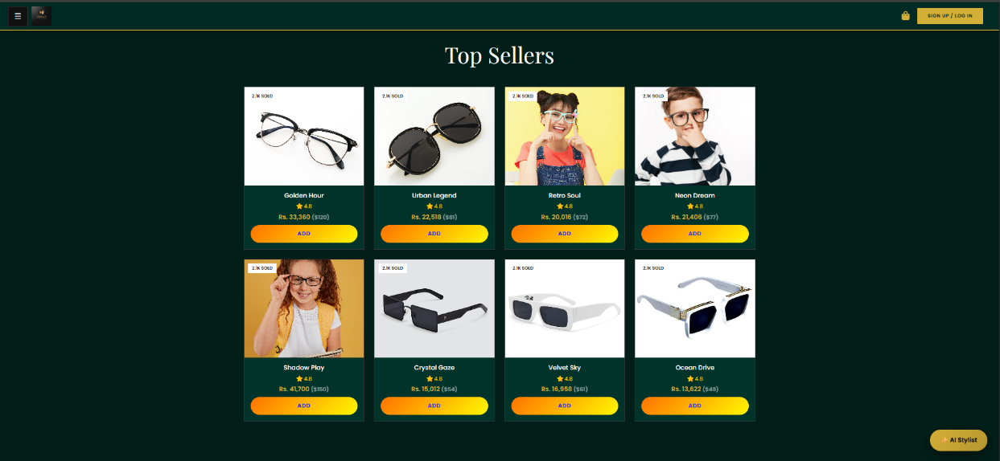 SIGN UP / LOG IN
Top Sellers
2.1K SOLD
2.1K SOLD
2.1K SOLD
2.1K SOLD
Golden Hour
Urban Legend
Retro Soul
Neon Dream
4.8
4.8
4.8
4.8
Rs. 33,360 ($120)
Rs. 22,518 ($81)
Rs. 20,016 ($72)
Rs. 21,406 ($77)
ADD
ADD
ADD
ADD
2.1K SOLD
2.1K SOLD
2.1K SOLD
2.1K SOLD
Shadow Play
Crystal Gaze
Velvet Sky
Ocean Drive
4.8
4.8
4.8
4.8
Rs. 41,700 ($150)
Rs. 15,012 ($54)
Rs. 16,958 ($61)
Rs. 13,622 ($49)
ADD
ADD
ADD
ADD
✨ AI Stylist